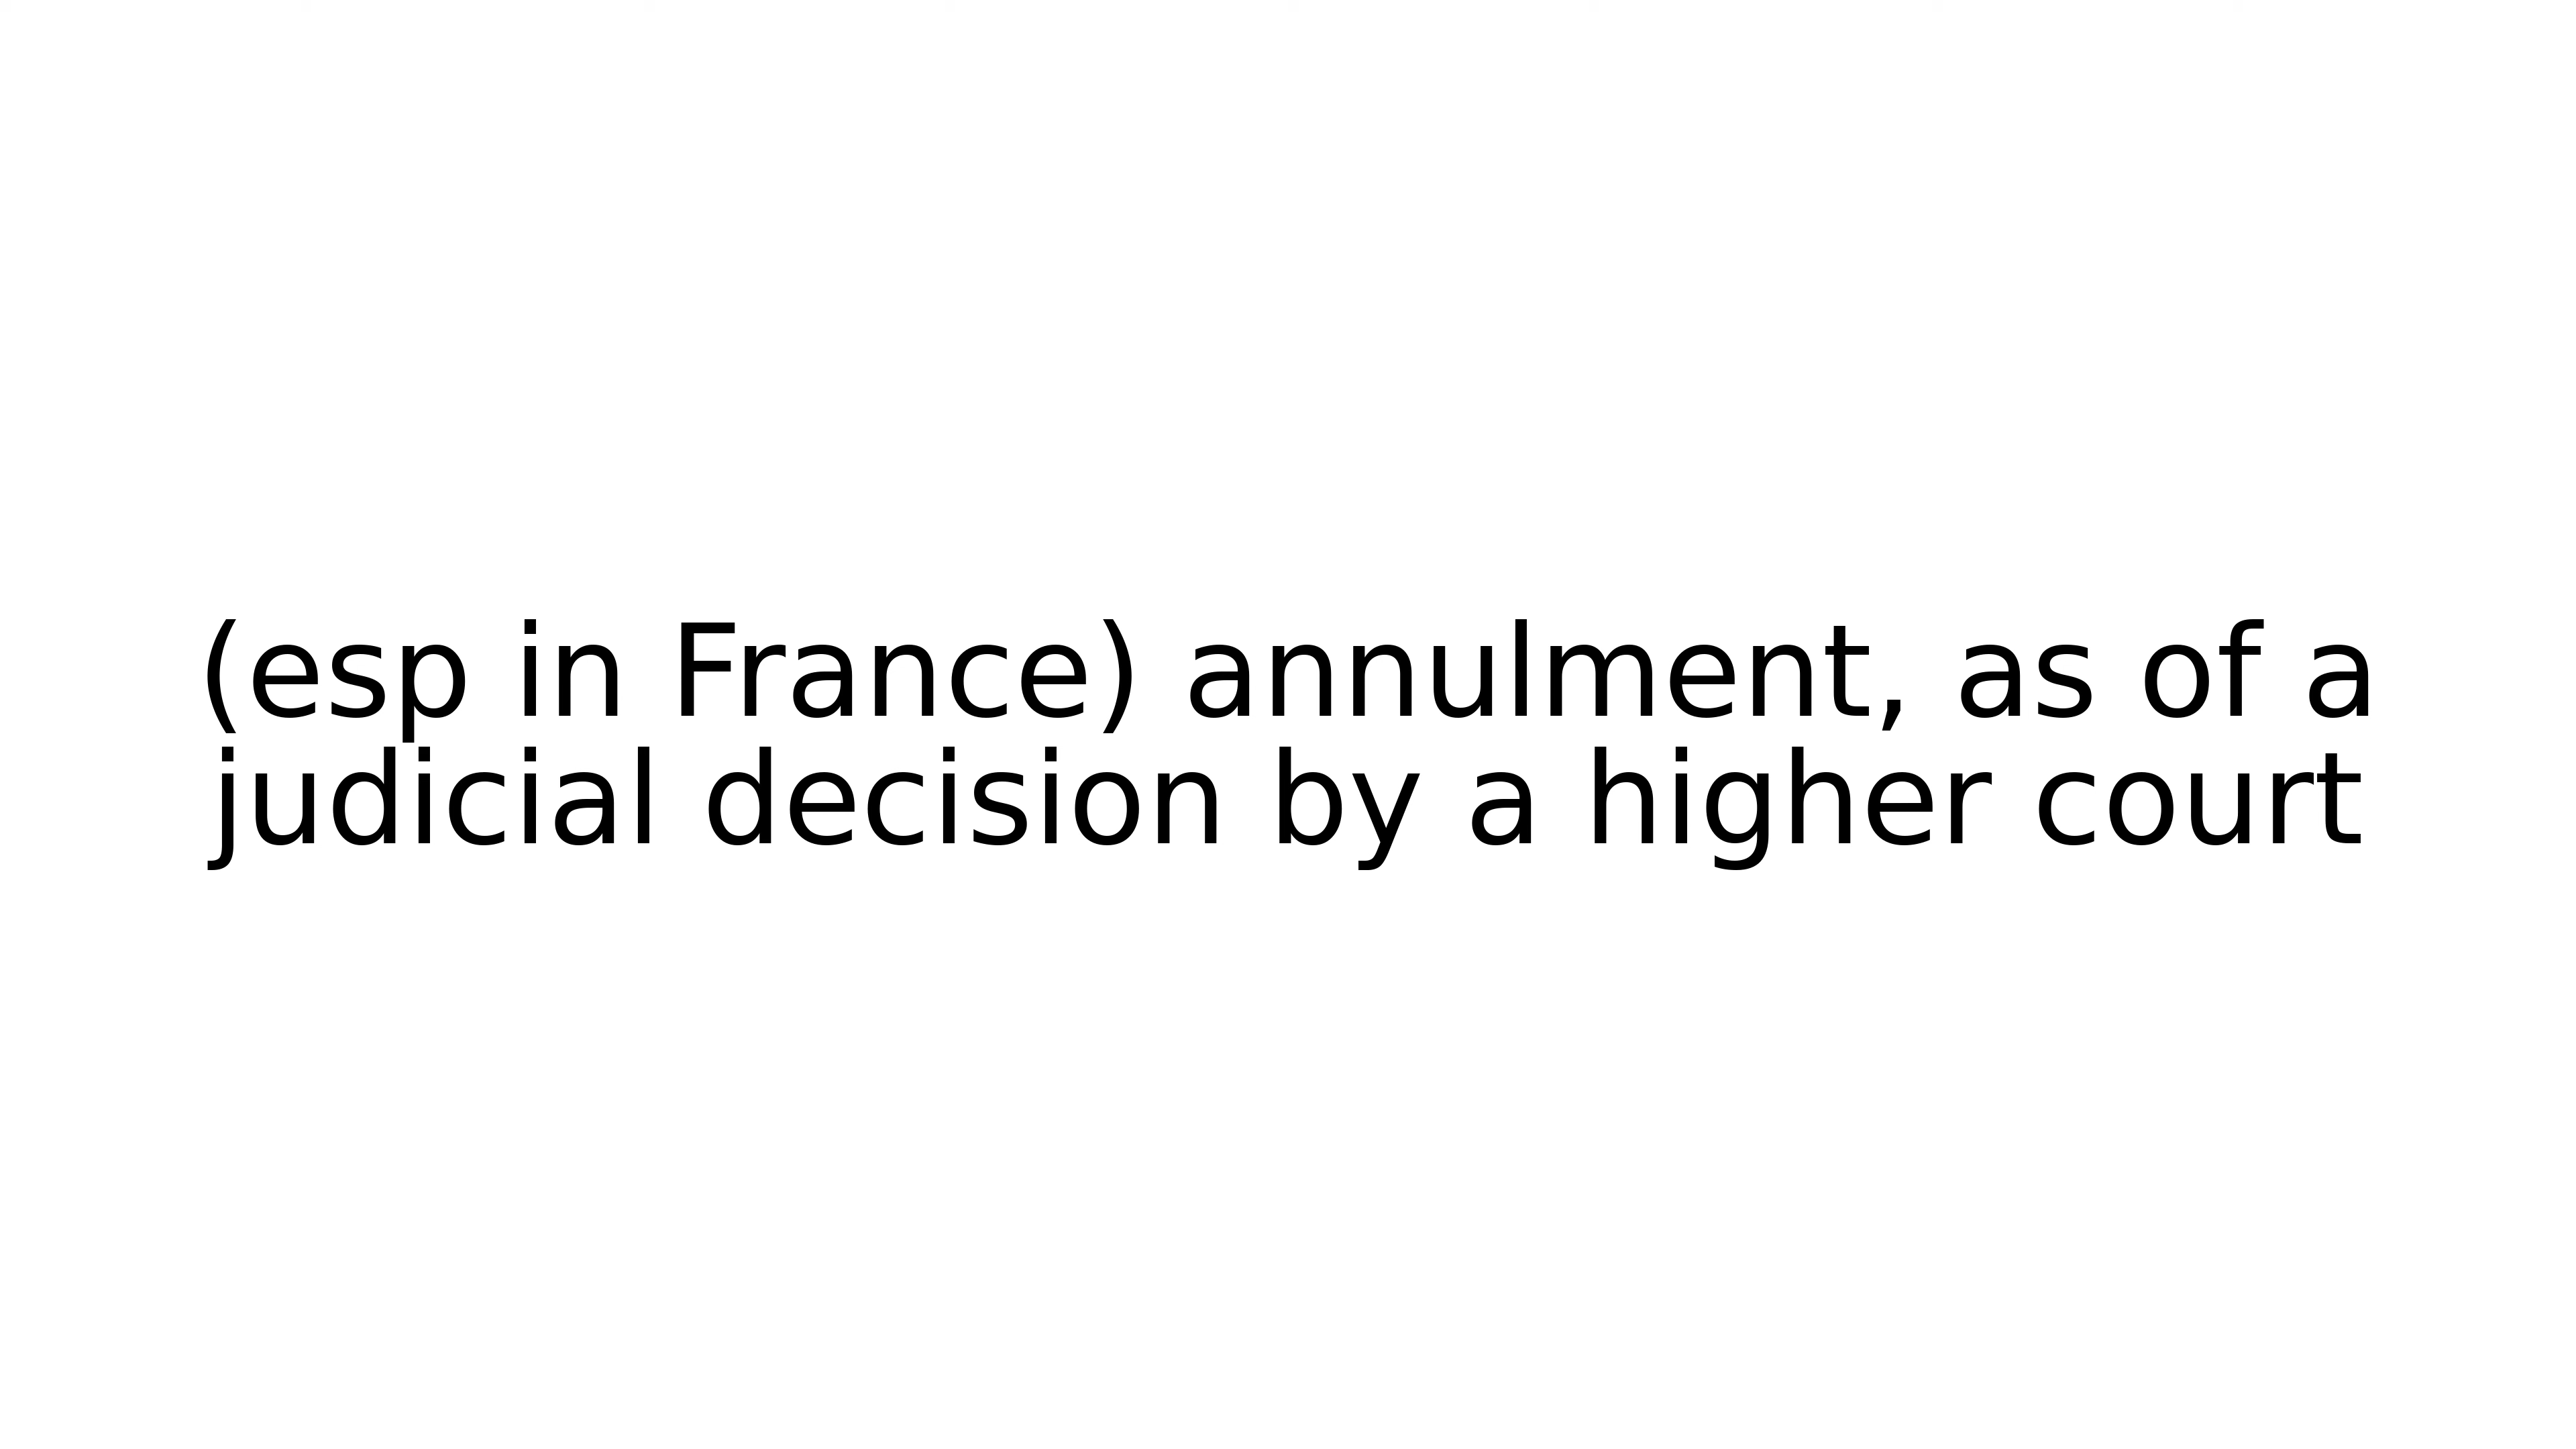 (esp in France) annulment, as of a
judicial decision by a higher court